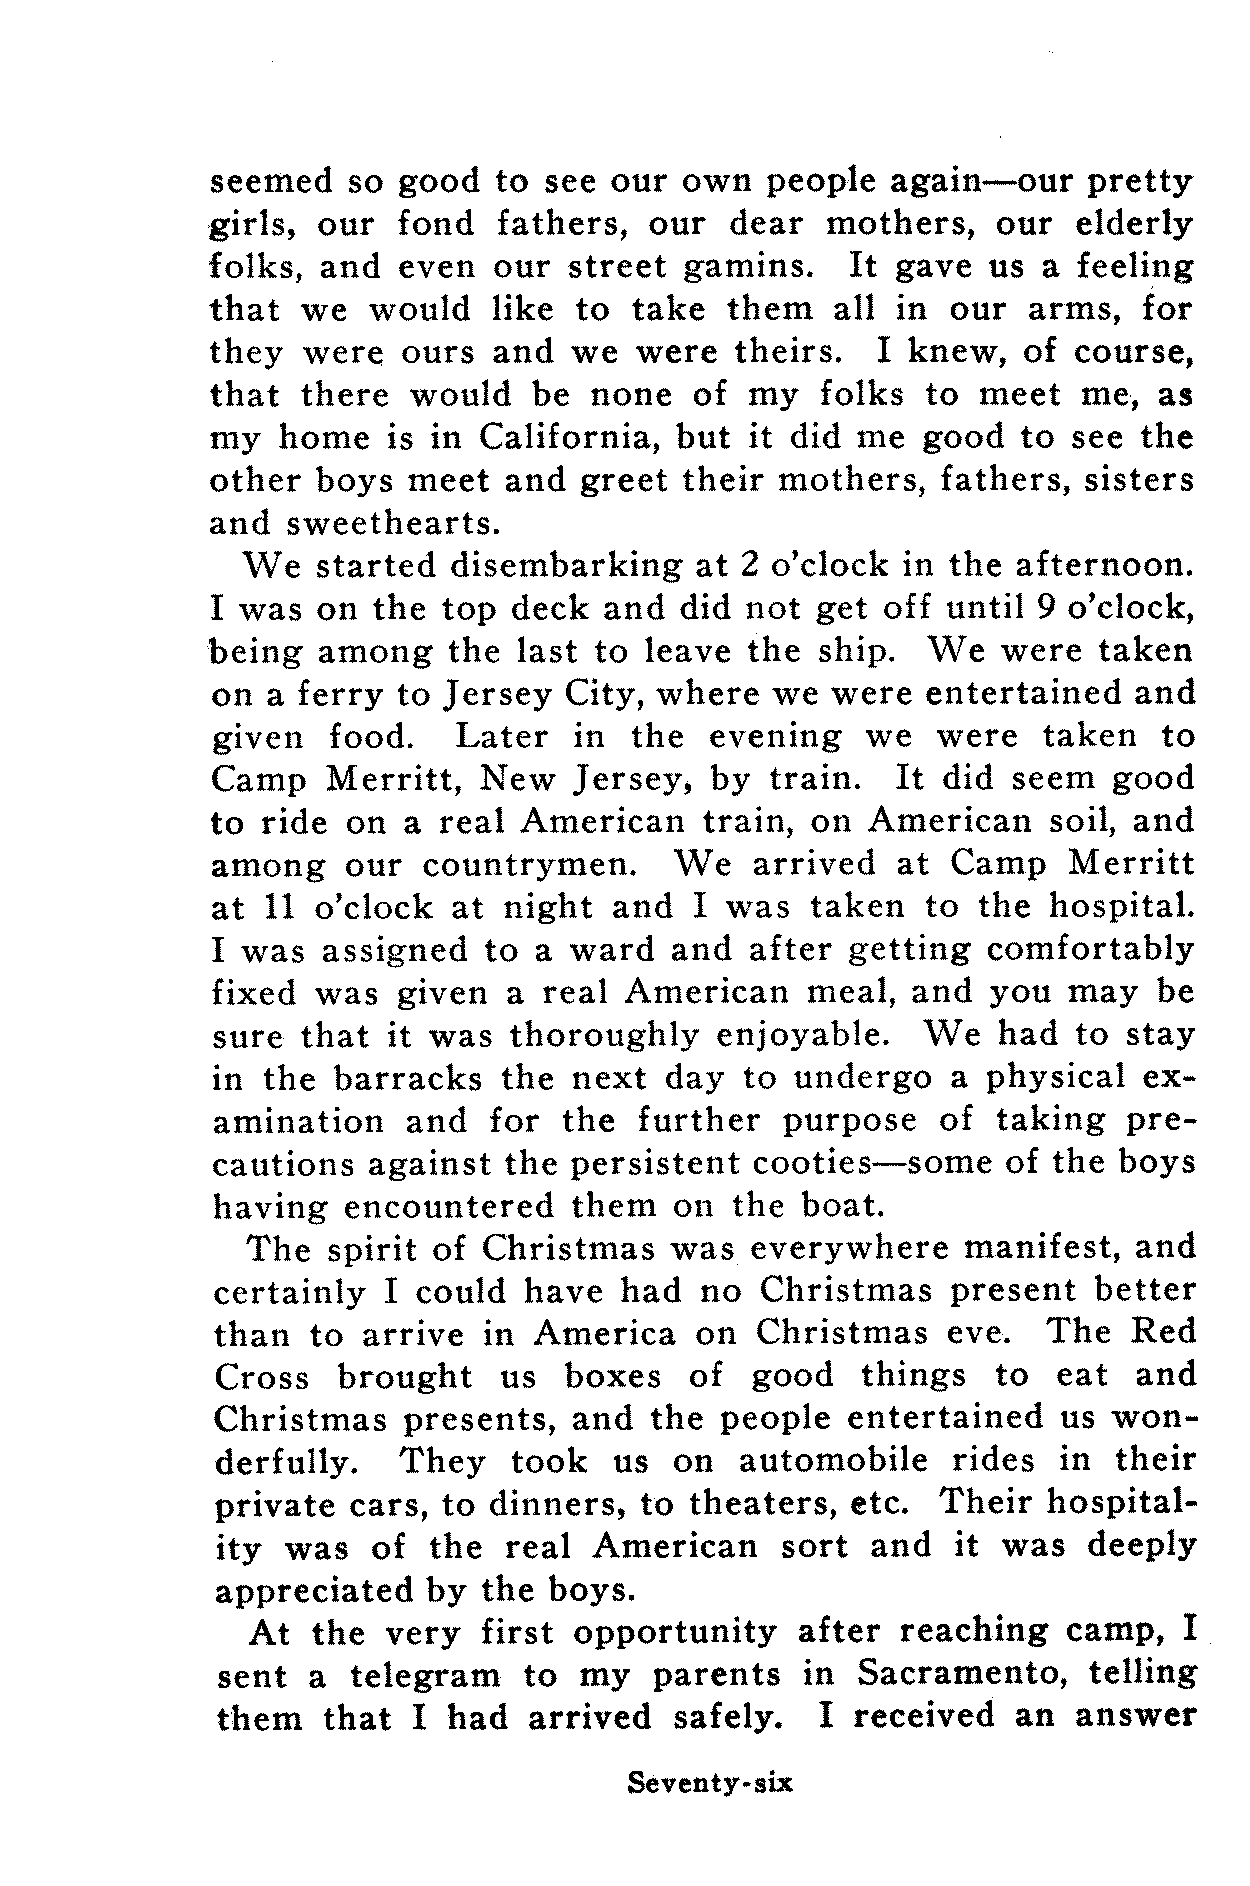 seemed so good to see our own people again—our pretty
girls, our fond fathers, our dear mothers, our elderly
folks, and even our street gamins. It gave us a feeling
that we would like to take them all in our arms, for
they were ours and we were theirs. I knew, of course,
that there would be none of my folks to meet me, as
my home is in California, but it did me good to see the
other boys meet and greet their mothers, fathers, sisters
and sweethearts.
We started disembarking at 2 o'clock in the afternoon.
I was on the top deck and did not get off until 9 o'clock,
being among the last to leave the ship. We were taken
on a ferry to Jersey City, where we were entertained and
given food. Later in the evening we were taken to
Camp Merritt, New Jersey, by train. It did seem good
to ride on a real American train, on American soil, and
among our countrymen. We arrived at Camp Merritt
at 11 o'clock at night and I was taken to the hospital.
I was assigned to a ward and after getting comfortably
fixed was given a real American meal, and you may be
sure that it was thoroughly enjoyable. We had to stay
in the barracks the next day to undergo a physical ex-
amination and for the further purpose of taking pre-
cautions against the persistent cooties—some of the boys
having encountered them on the boat.
The spirit of Christmas was everywhere manifest, and
certainly I could have had no Christmas present better
than to arrive in America on Christmas eve. The Red
Cross brought us boxes of good things to eat and
Christmas presents, and the people entertained us won-
derfully. They took us on automobile rides in their
private cars, to dinners, to theaters, etc. Their hospital-
ity was of the real American sort and it was deeply
appreciated by the boys.
At the very first opportunity after reaching camp, I
sent a telegram to my parents in Sacramento, telling
them that I had arrived safely. I received an answer
Seventy-six